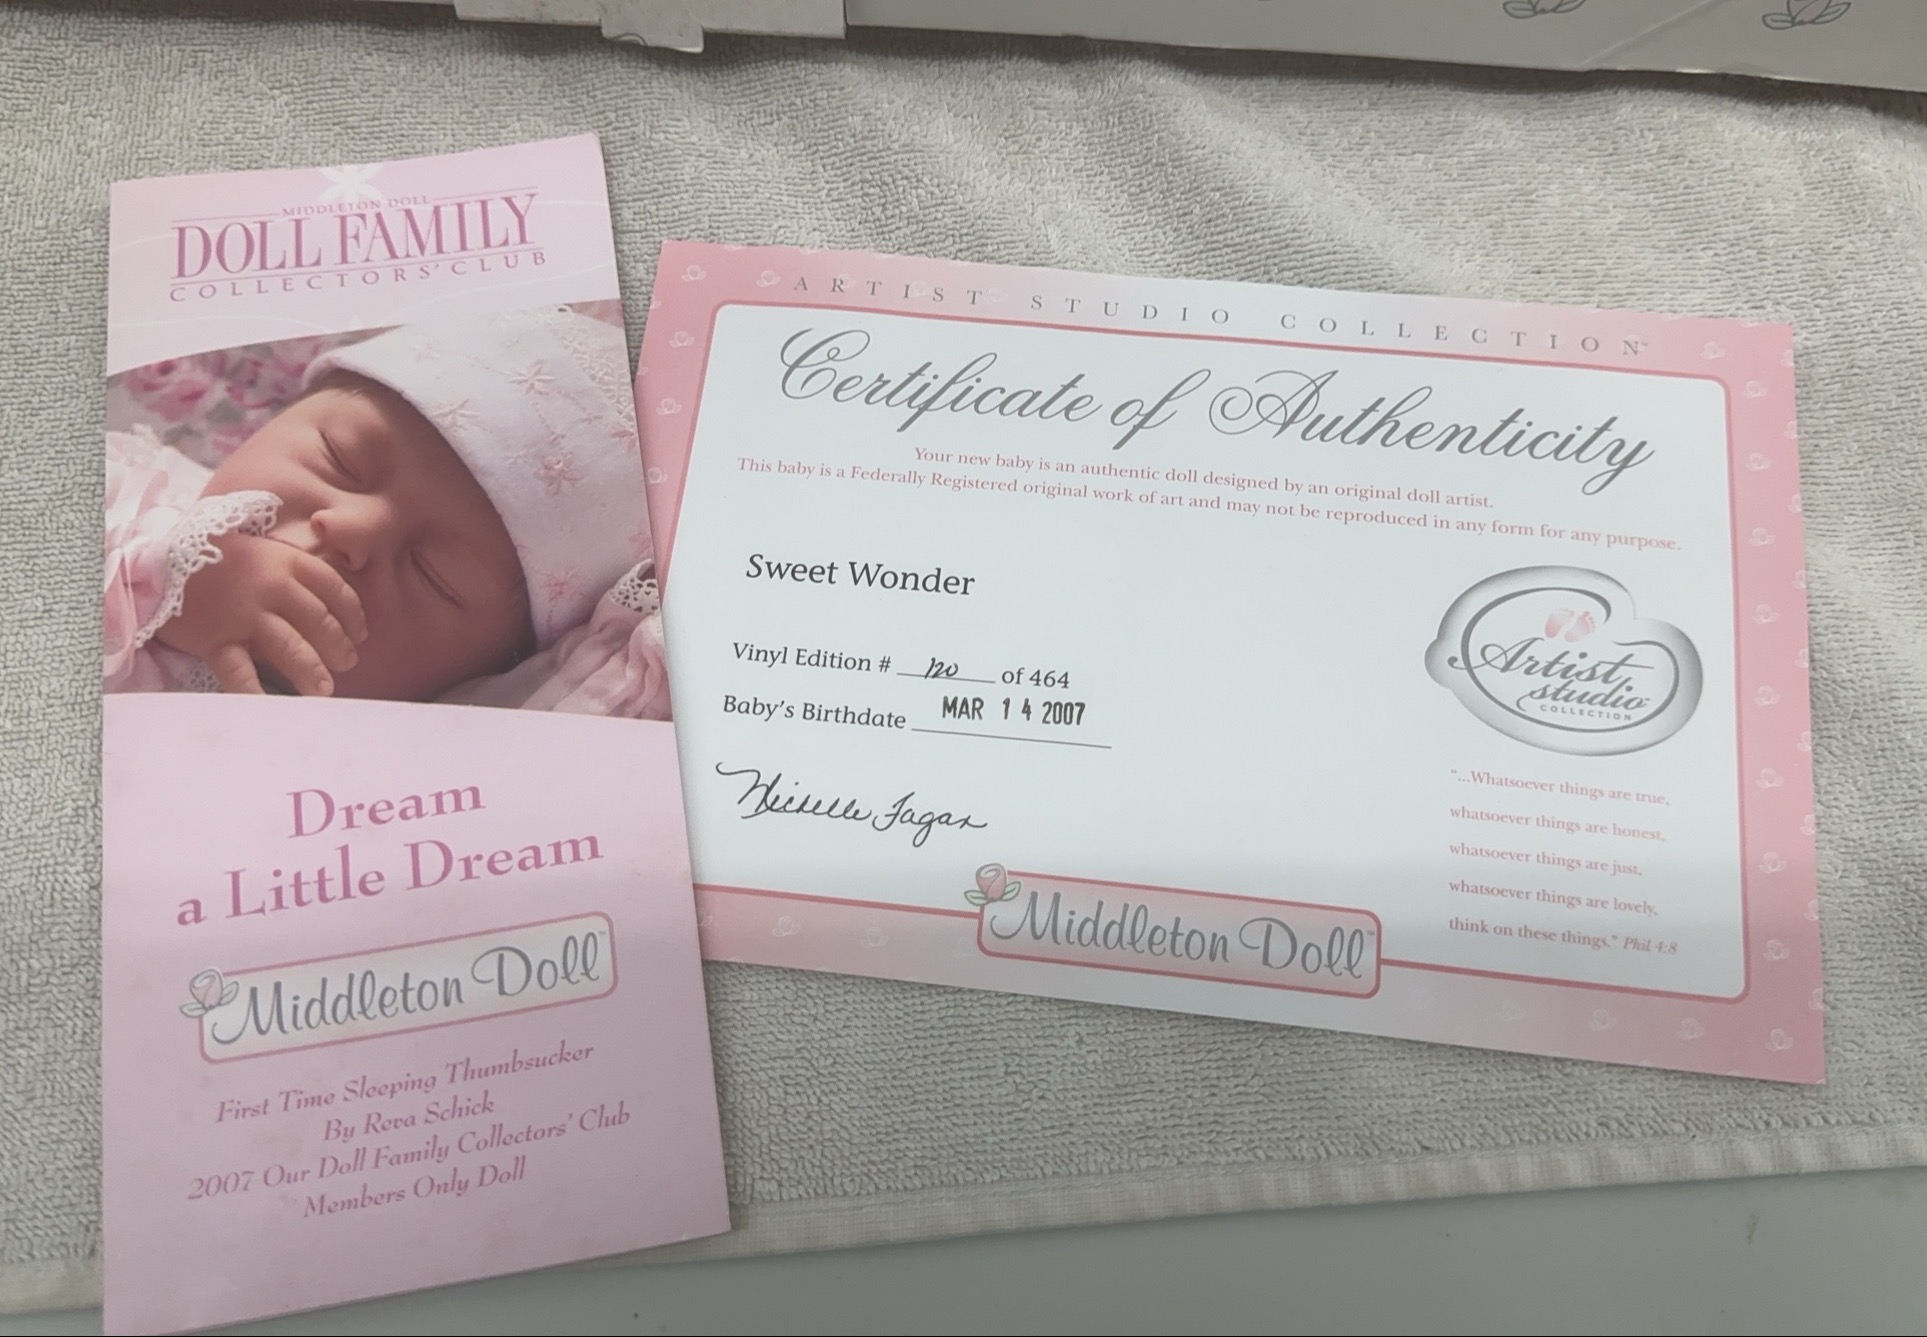 MIDDLETON DOLL
DOLL FAMILY
COLLECTORS' CLUB
Dream
a Little Dream
Middleton Doll™
First Time Sleeping Thumbsucker
By Reva Schick
2007 Our Doll Family Collectors' Club
Members Only Doll
ARTIST STUDIO COLLECTION™
Certificate of Authenticity
Your new baby is an authentic doll designed by an original doll artist.
This baby is a Federally Registered original work of art and may not be reproduced in any form for any purpose.
Sweet Wonder
Vinyl Edition # 120 of 464
Baby's Birthdate MAR 14 2007
Michelle Fagan
Artist
studio
COLLECTION
"...Whatsoever things are true,
whatsoever things are honest,
whatsoever things are just,
whatsoever things are lovely,
think on these things." Phil 4:8
Middleton Doll™